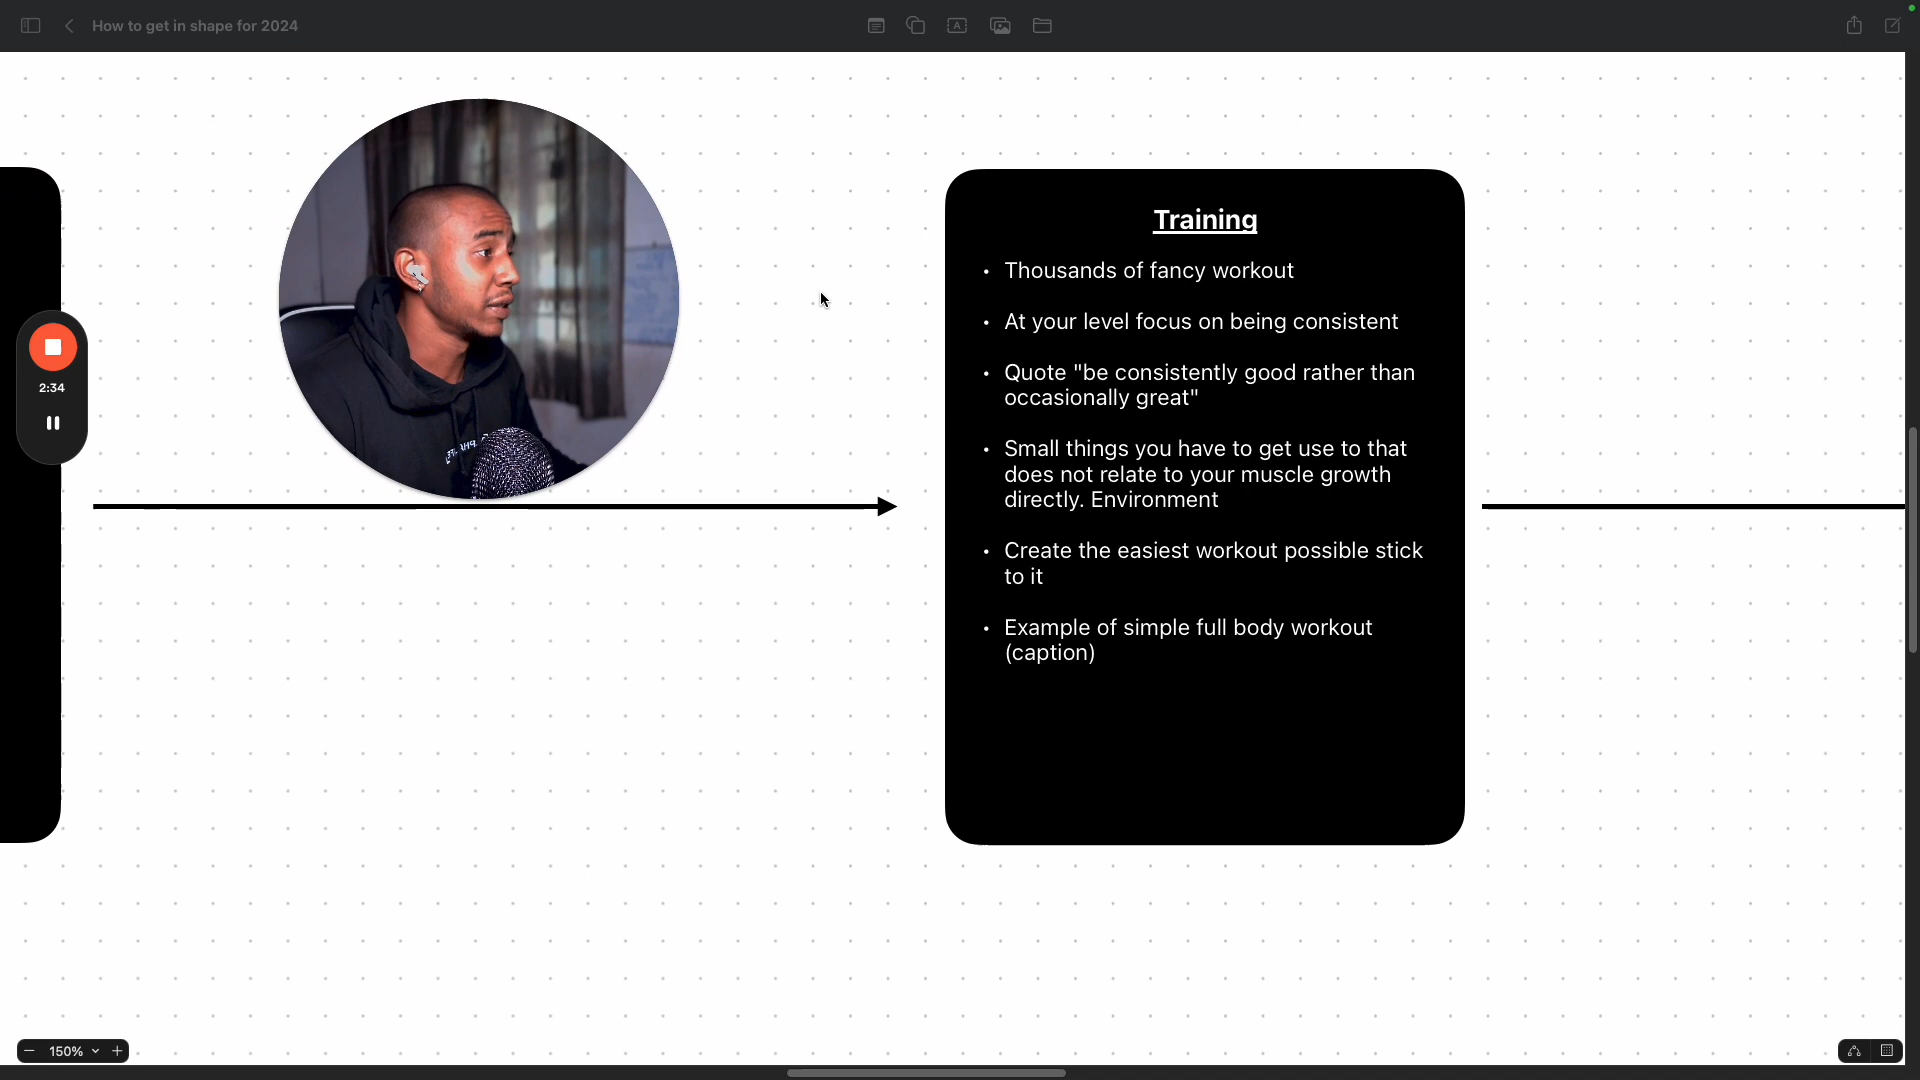 How to get in shape for 2024
Training
• Thousands of fancy workout
• At your level focus on being consistent
• Quote "be consistently good rather than
occasionally great"
• Small things you have to get use to that
does not relate to your muscle growth
directly. Environment
• Create the easiest workout possible stick
to it
• Example of simple full body workout
(caption)
2:34
150%